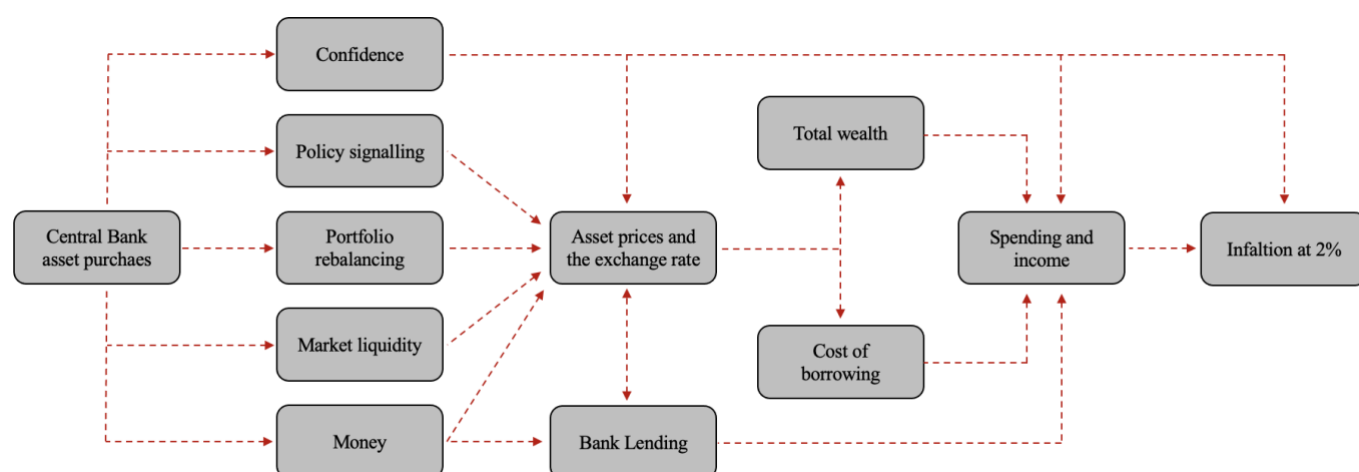 Confidence
Policy signalling
Central Bank
asset purchaes
Portfolio
rebalancing
Market liquidity
Money
Asset prices and
the exchange rate
Bank Lending
Total wealth
Cost of
borrowing
Spending and
income
Infaltion at 2%